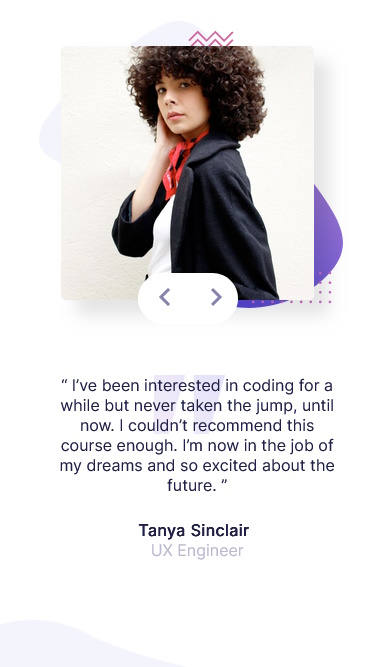 “ I’ve been interested in coding for a
while but never taken the jump, until
now. I couldn’t recommend this
course enough. I’m now in the job of
my dreams and so excited about the
future. ”
Tanya Sinclair
UX Engineer